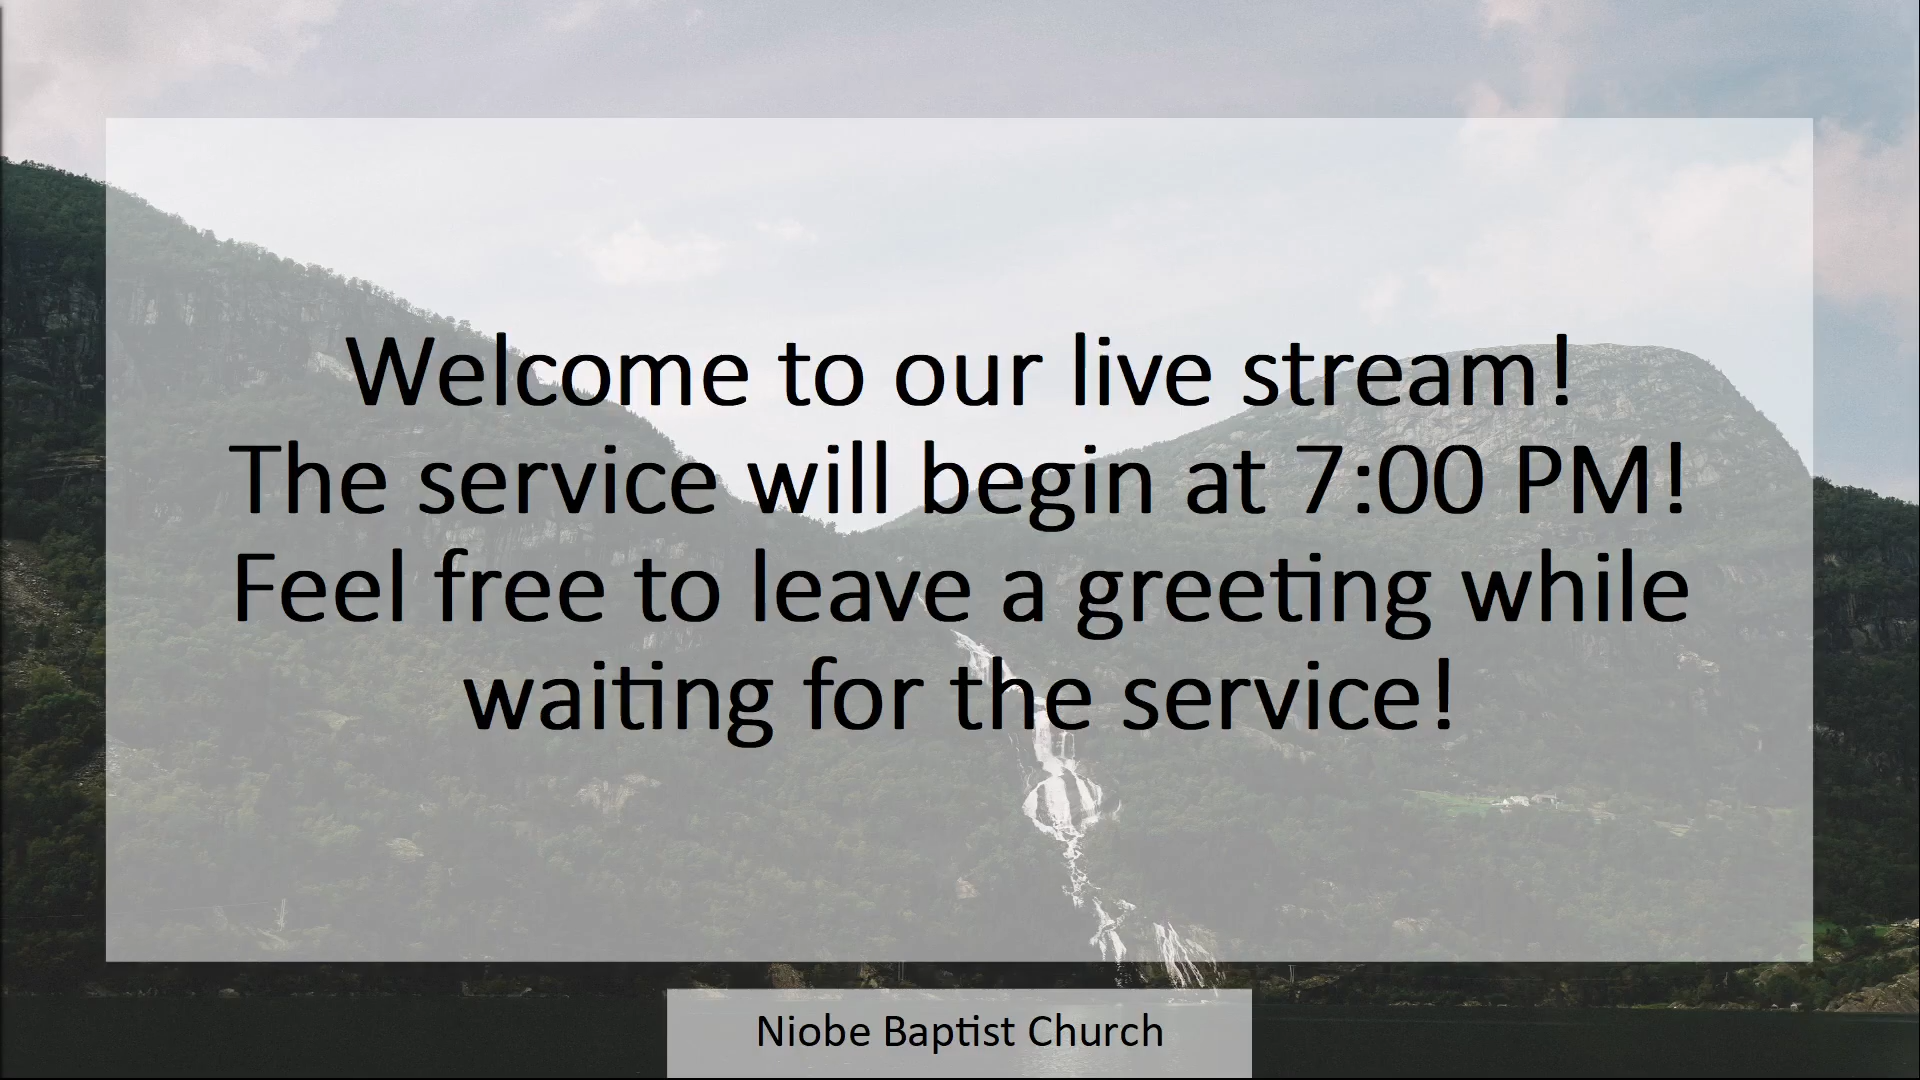 Welcome to our live stream!
The service will begin at 7:00 PM!
Feel free to leave a greeting while
waiting for the service!
Niobe Baptist Church